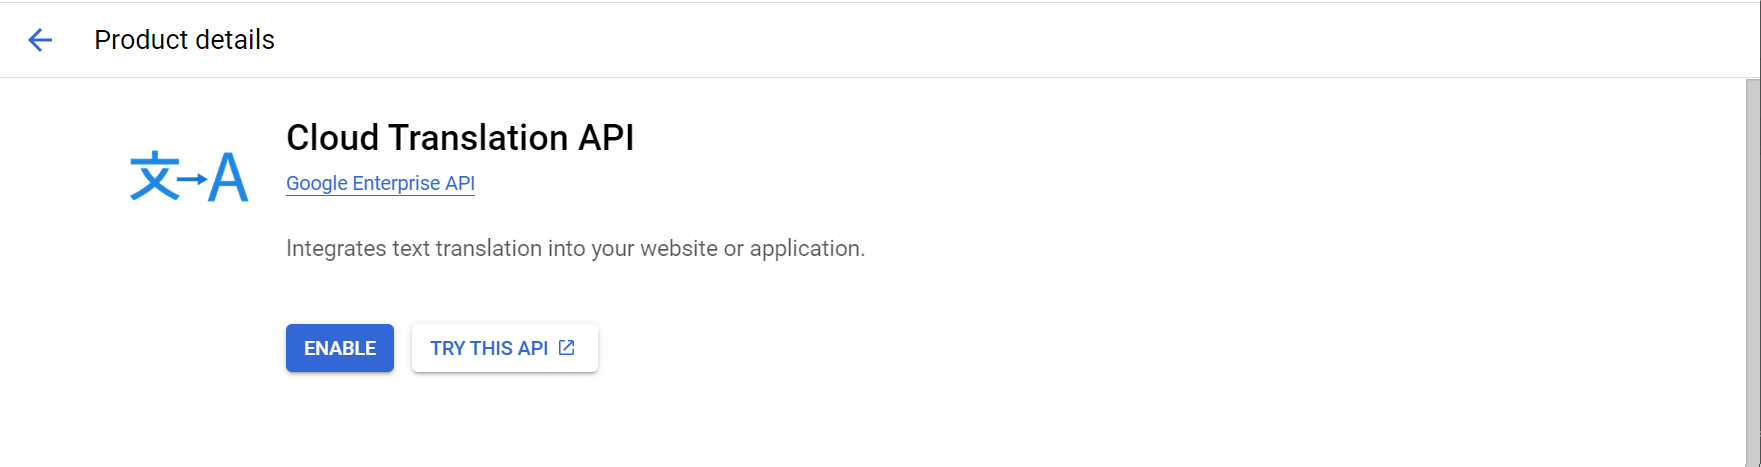 Product details
Cloud Translation API
文 A
Google Enterprise API
Integrates text translation into your website or application.
ENABLE TRY THIS API